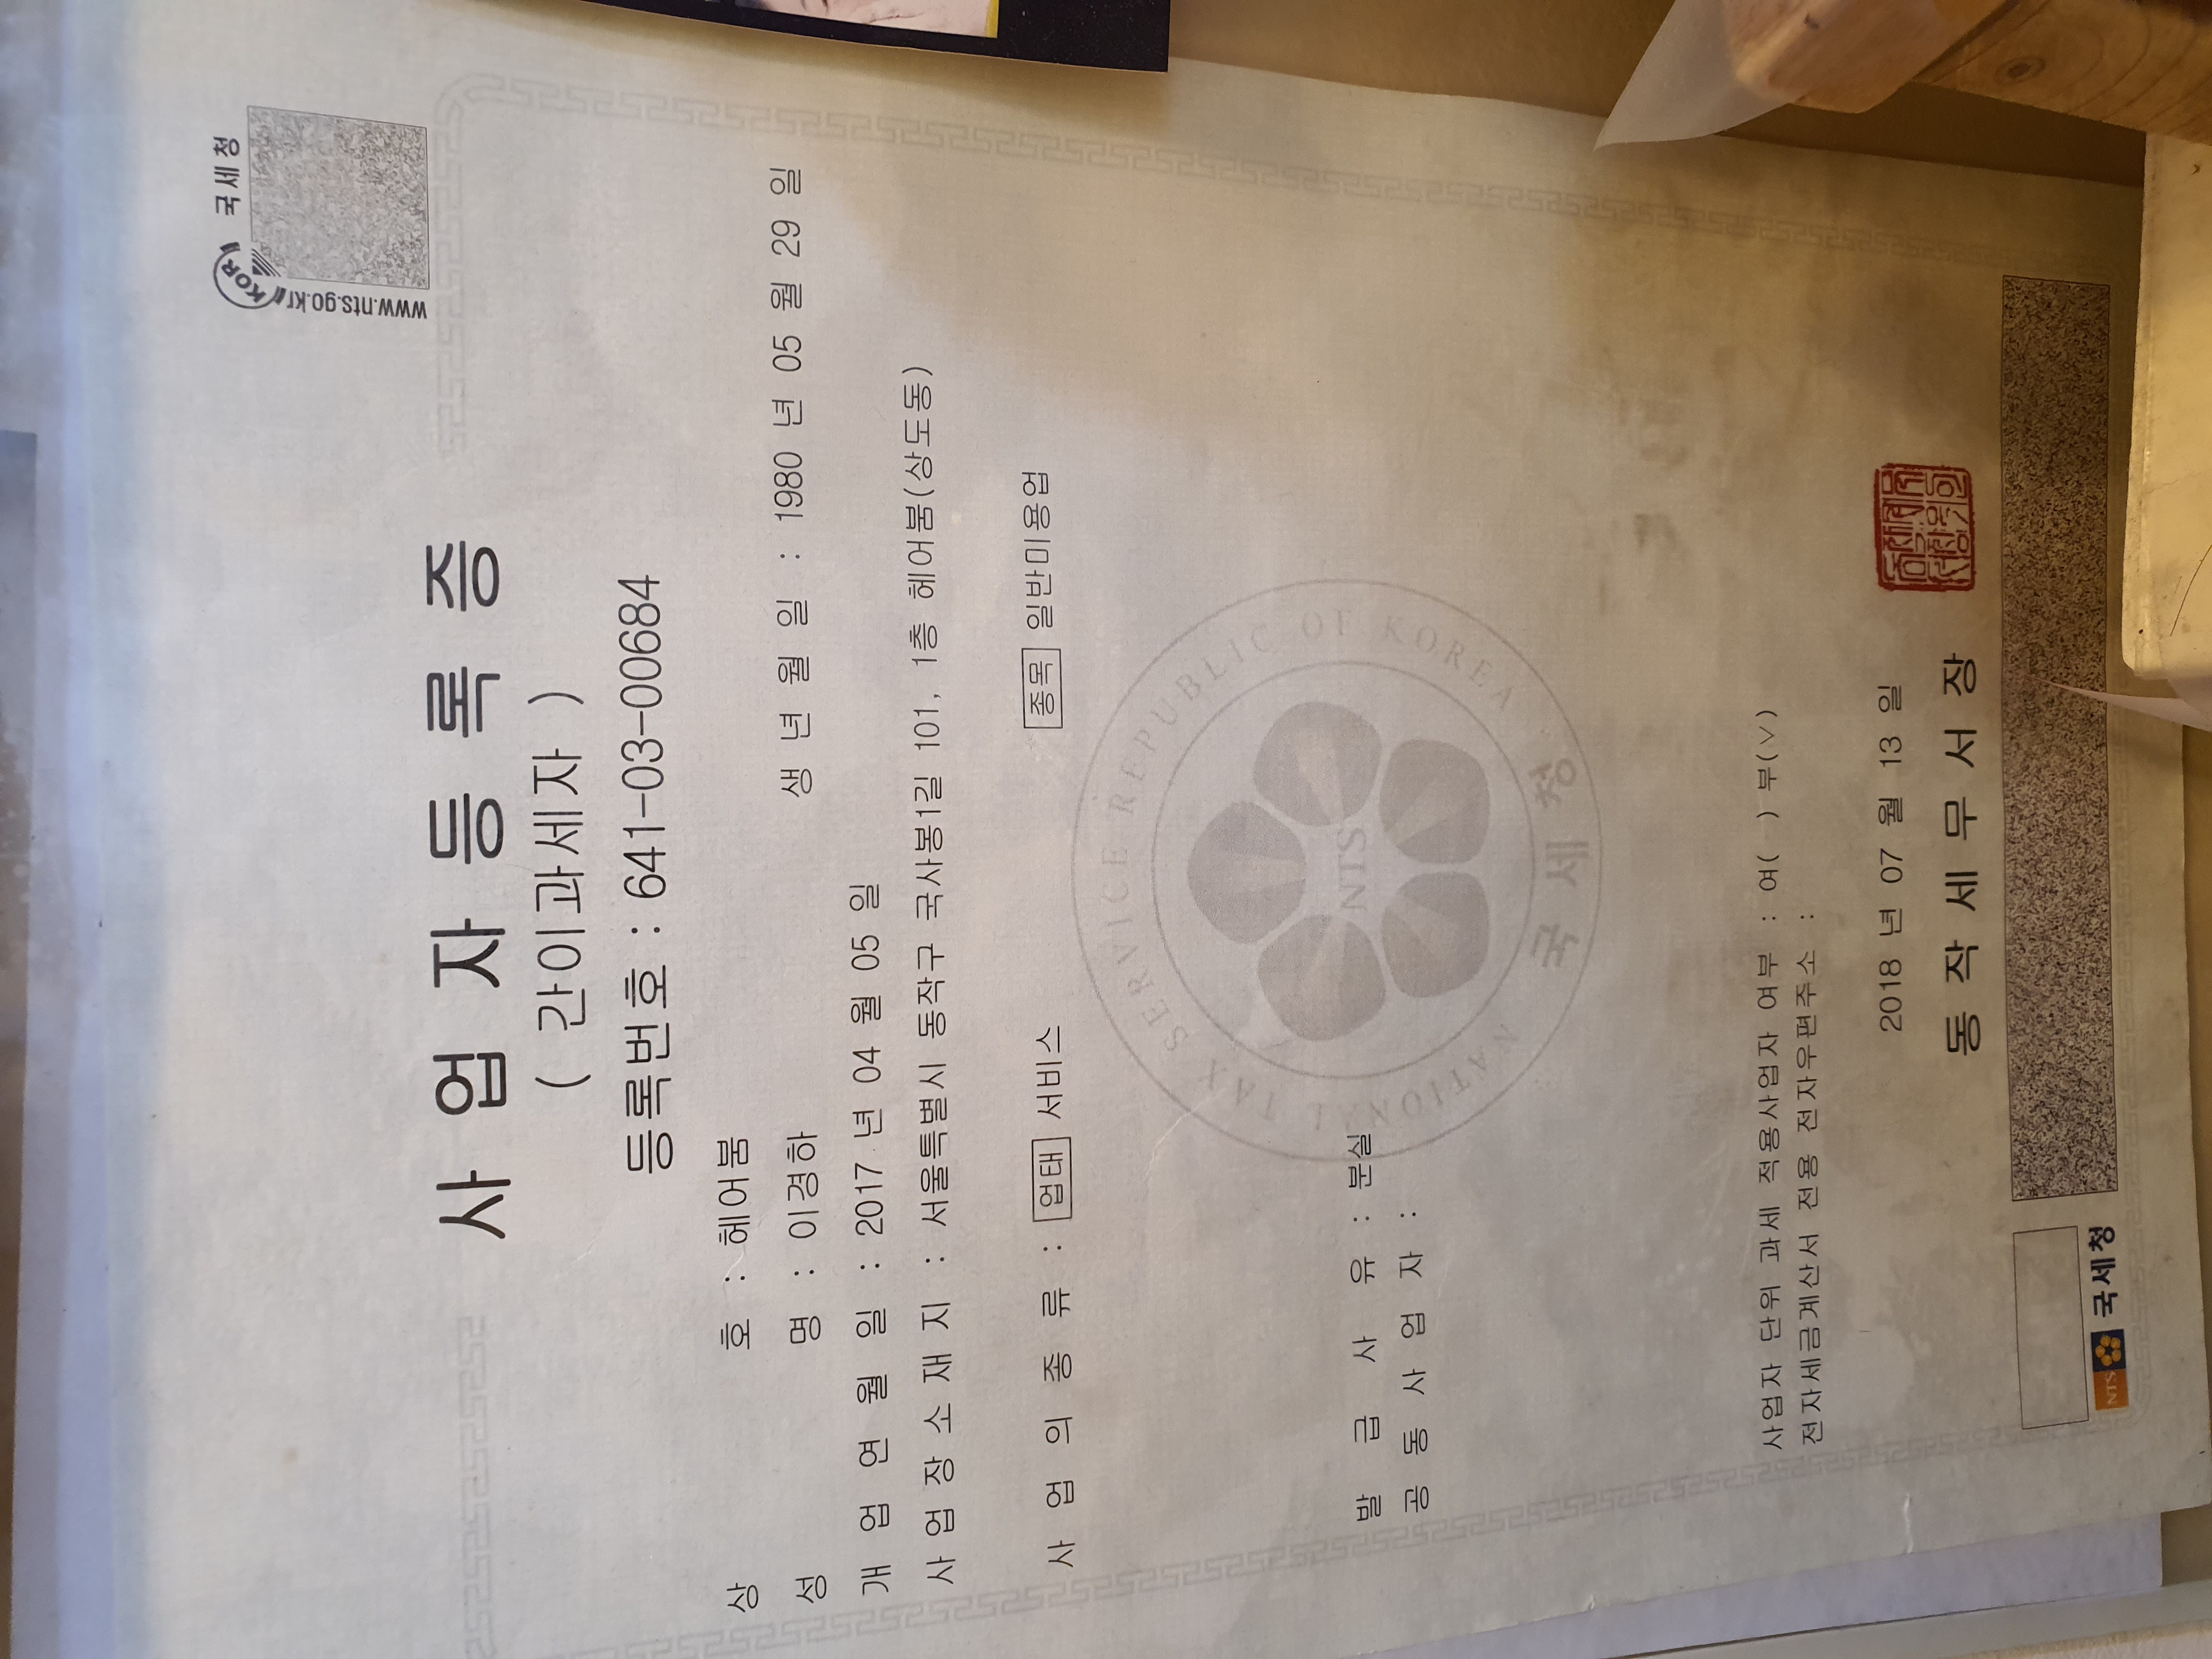 국세청
KOR
www.nts.go.kr
사 업 자 등 록 증
( 간이과세자 )
등록번호 : 641-03-00684
상 호 : 헤어붐
성 명 : 이경하 생 년 월 일 : 1980 년 05 월 29 일
개 업 연 월 일 : 2017 년 04 월 05 일
사 업 장 소 재 지 : 서울특별시 동작구 국사봉1길 101, 1층 헤어붐(상도동)
사 업 의 종 류 : 업태 서비스 종목 일반미용업
NATIONAL TAX SERVICE REPUBLIC OF KOREA
NTS
국세청
발 급 사 유 : 분실
공 동 사 업 자 :
사업자 단위 과세 적용사업자 여부 : 여( ) 부(∨)
전자세금계산서 전용 전자우편주소 :
2018 년 07 월 13 일
동 작 세 무 서 장
NTS 국세청